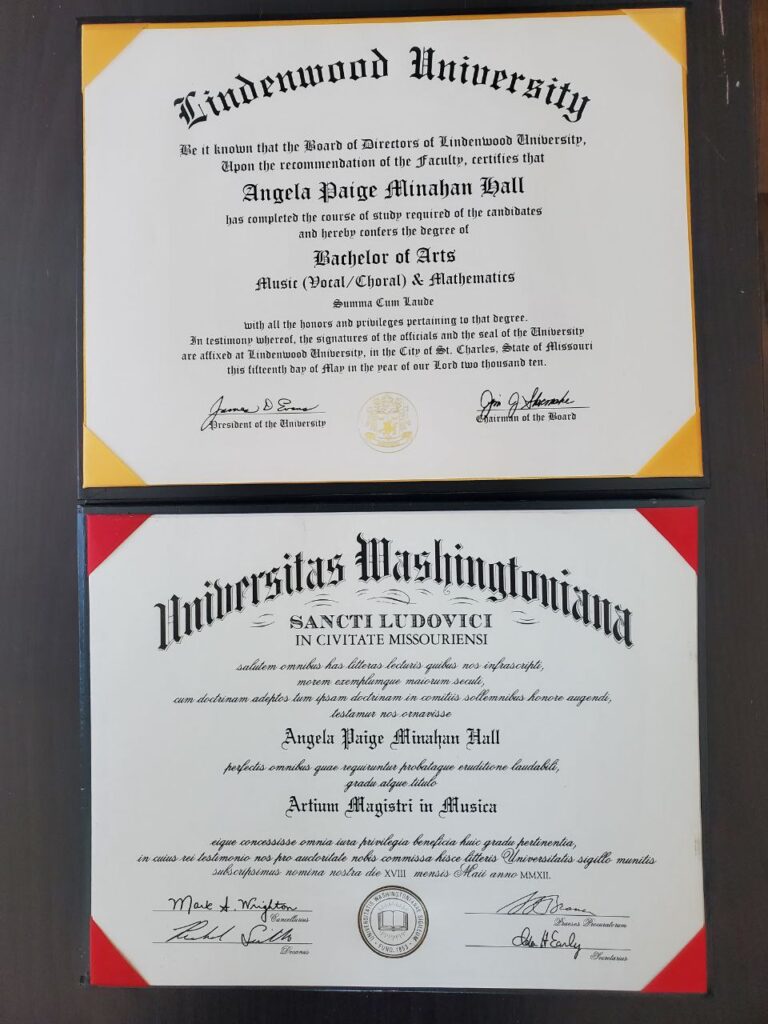 Lindenwood University
Be it known that the Board of Directors of Lindenwood University,
Upon the recommendation of the Faculty, certifies that
Angela Paige Minahan Hall
has completed the course of study required of the candidates
and hereby confers the degree of
Bachelor of Arts
Music (Vocal/Choral) & Mathematics
Summa Cum Laude
with all the honors and privileges pertaining to that degree.
In testimony whereof, the signatures of the officials and the seal of the University
are affixed at Lindenwood University, in the City of St. Charles, State of Missouri
this fifteenth day of May in the year of our Lord two thousand ten.
James D Evans
President of the University
Chairman of the Board
Universitas Washingtoniana
SANCTI LUDOVICI
IN CIVITATE MISSOURIENSI
salutem omnibus has litteras lecturis quibus nos infrascripti,
morem exemplumque maiorum secuti,
cum doctrinam adeptos tum ipsam doctrinam in comitiis sollemnibus honore augendi,
testamur nos ornavisse
Angela Paige Minahan Hall
perfectis omnibus quae requiruntur probataque eruditione laudabili,
gradu atque titulo
Artium Magistri in Musica
eique concessisse omnia iura privilegia beneficia huic gradui pertinentia,
in cuius rei testimonio nos pro auctoritate nobis commissa hisce litteris Universitatis sigillo munitis
subscripsimus nomina nostra die XVIII mensis Maii anno MMXII.
Mark S. Wrighton
Cancellarius
Decanus
Praeses Procuratorum
Ida H Early
Secretarius